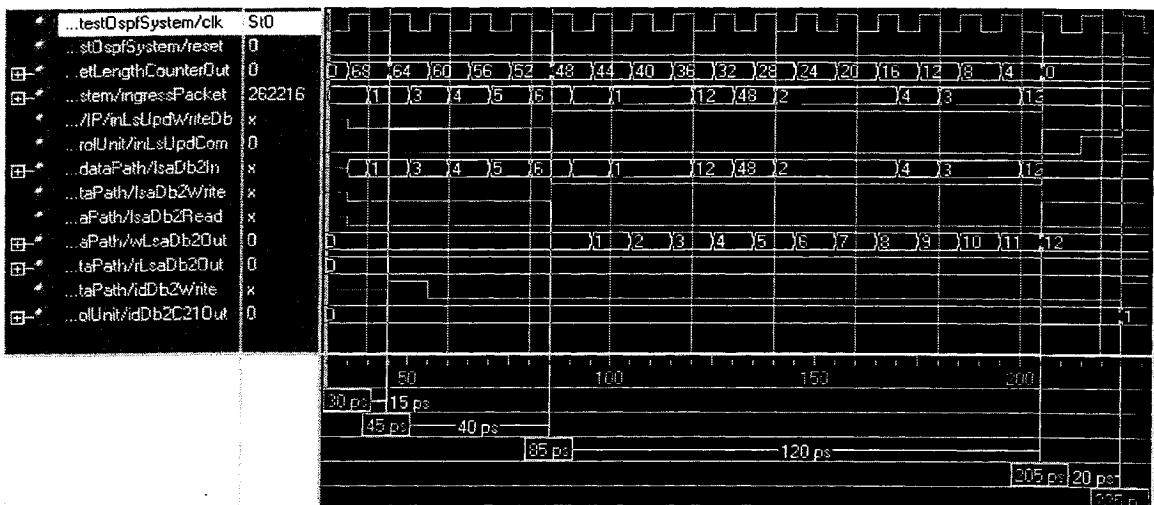 ...testOspfSystem/clk St0
...stOspfSystem/reset 0
...etLengthCounterOut 0 0 68 64 60 56 52 48 44 40 36 32 28 24 20 16 12 8 4 0
...stem/ingressPacket 262216 1 3 4 5 6 1 12 48 2 4 3 12
.../IP/inLsUpdWriteDb x
...rolUnit/inLsUpdCom 0
...dataPath/lsaDb2In x 1 3 4 5 6 1 12 48 2 4 3 12
...taPath/lsaDb2Write x
...aPath/lsaDb2Read x
...aPath/wLsaDb2Out 0 0 1 2 3 4 5 6 7 8 9 10 11 12
...taPath/rLsaDb2Out 0 0
...taPath/idDb2Write x
...olUnit/idDb2C21Out 0 0 1
50 100 150 200
30 ps 15 ps
45 ps 40 ps
85 ps 120 ps
205 ps 20 ps
225 p